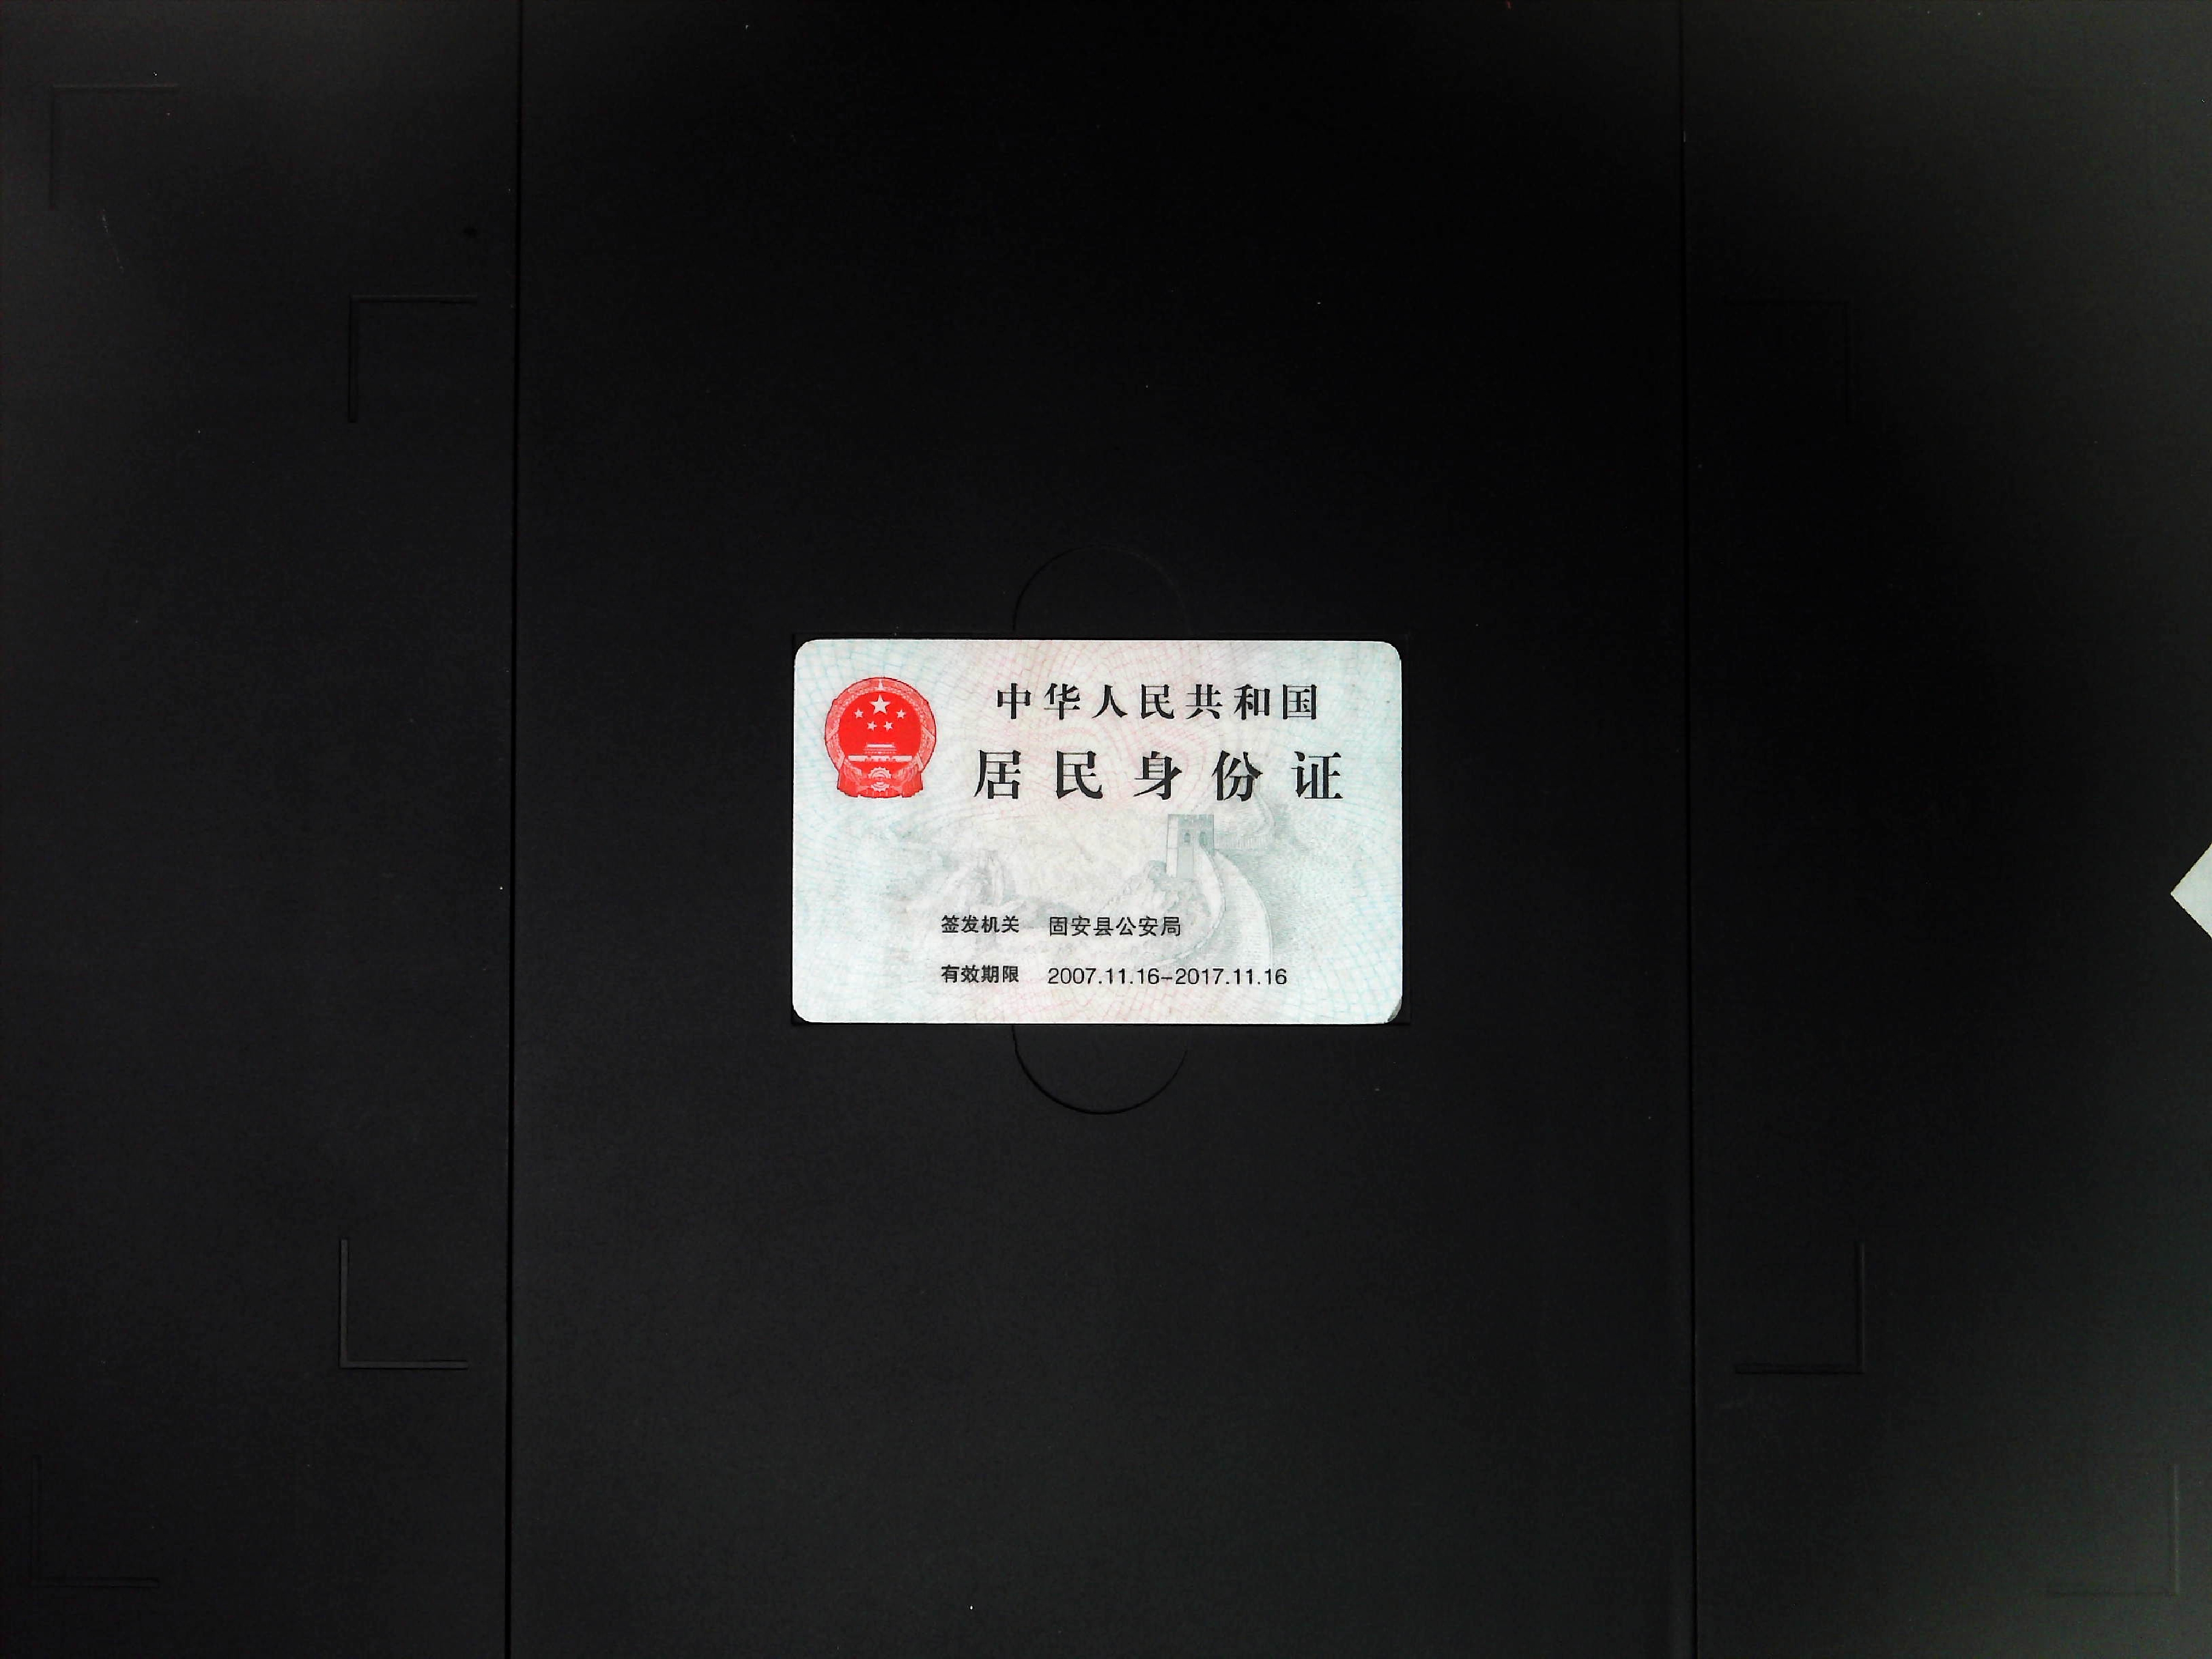 中华人民共和国
居民身份证
签发机关 固安县公安局
有效期限 2007.11.16-2017.11.16